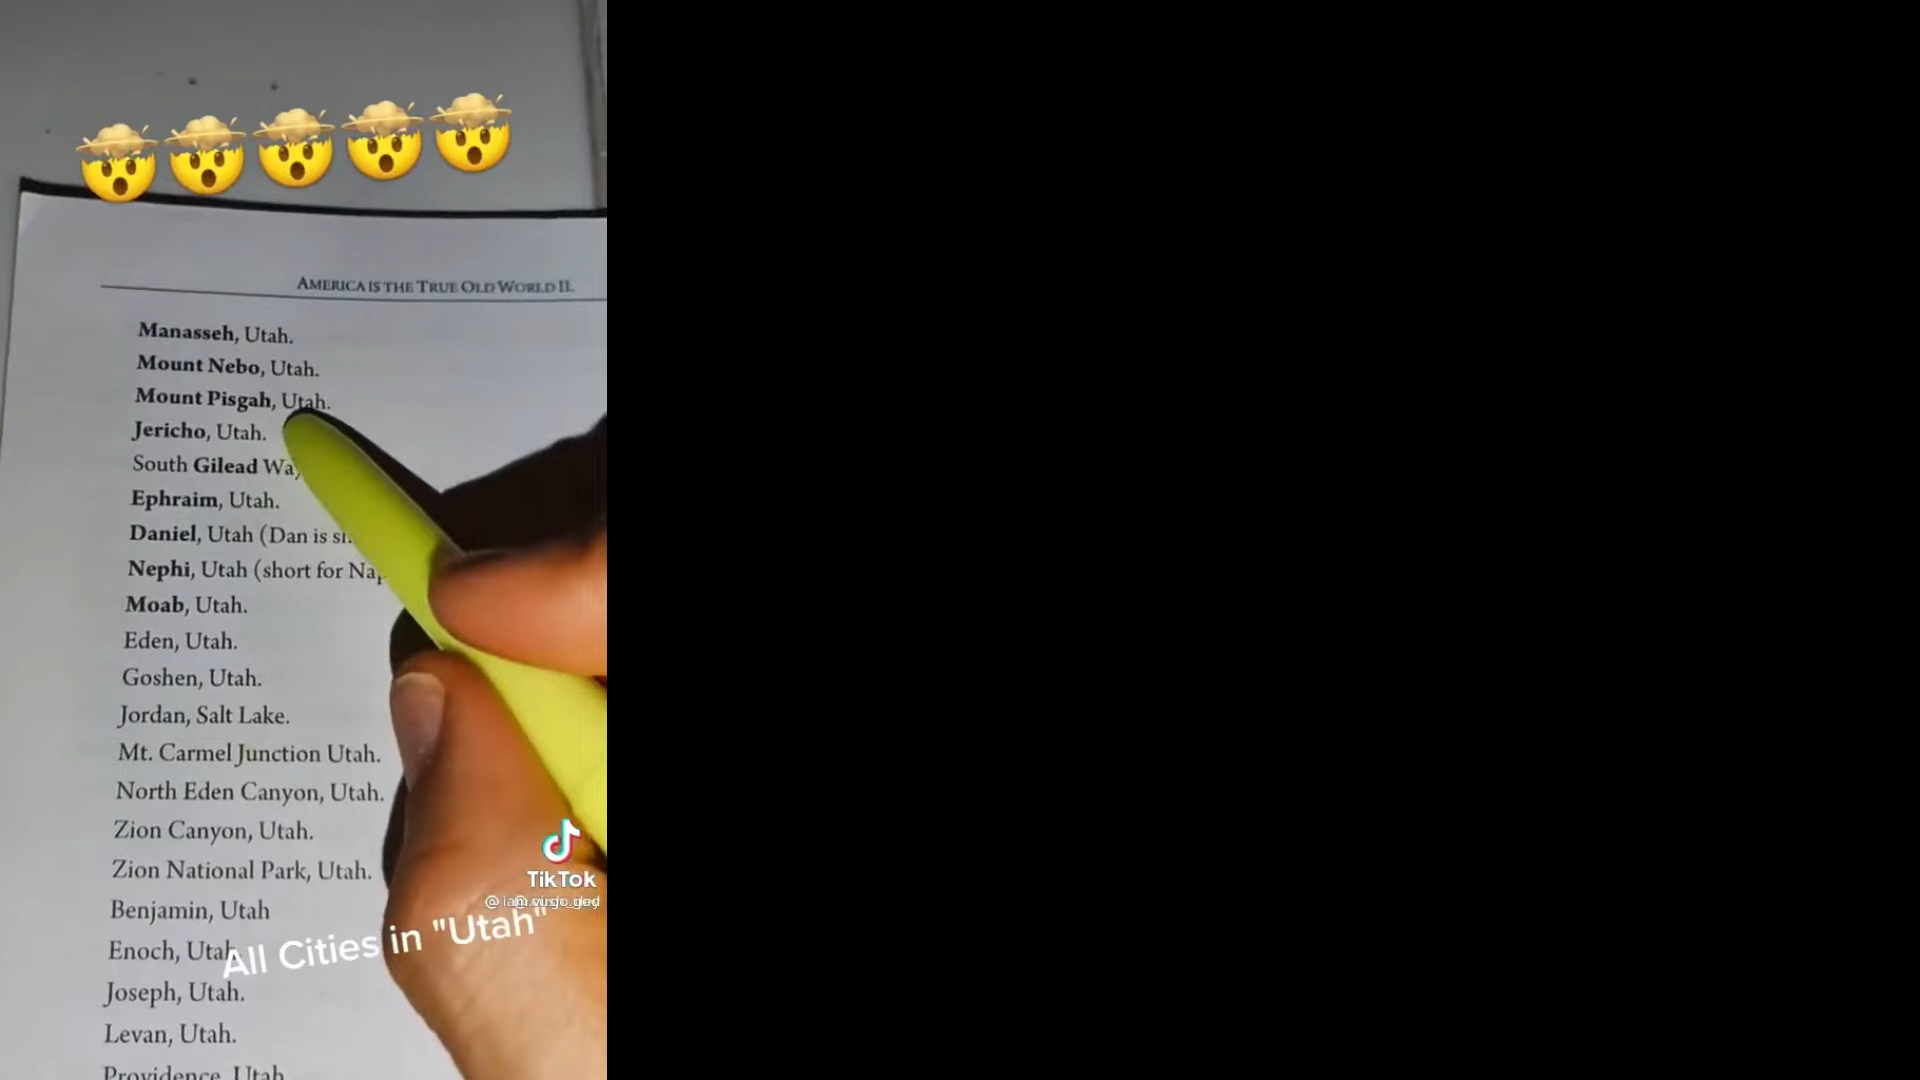 AMERICA IS THE TRUE OLD WORLD II.
Manasseh, Utah.
Mount Nebo, Utah.
Mount Pisgah, Utah.
Jericho, Utah.
South Gilead Way
Ephraim, Utah.
Daniel, Utah (Dan is
Nephi, Utah (short for
Moab, Utah.
Eden, Utah.
Goshen, Utah.
Jordan, Salt Lake.
Mt. Carmel Junction Utah.
North Eden Canyon, Utah.
Zion Canyon, Utah.
Zion National Park, Utah.
TikTok
Benjamin, Utah
All Cities in "Utah"
Enoch, Utah
Joseph, Utah.
Levan, Utah.
Providence, Utah